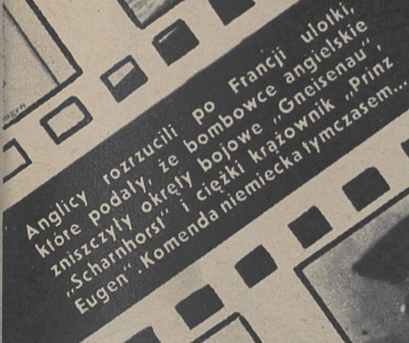 Anglicy rozrzucili po Francji ulotki,
które podały, że bombowce angielskie
zniszczyły okręty bojowe „Gneisenau",
„Scharnhorst" i ciężki krążownik „Prinz
Eugen". Komenda niemiecka tymczasem...